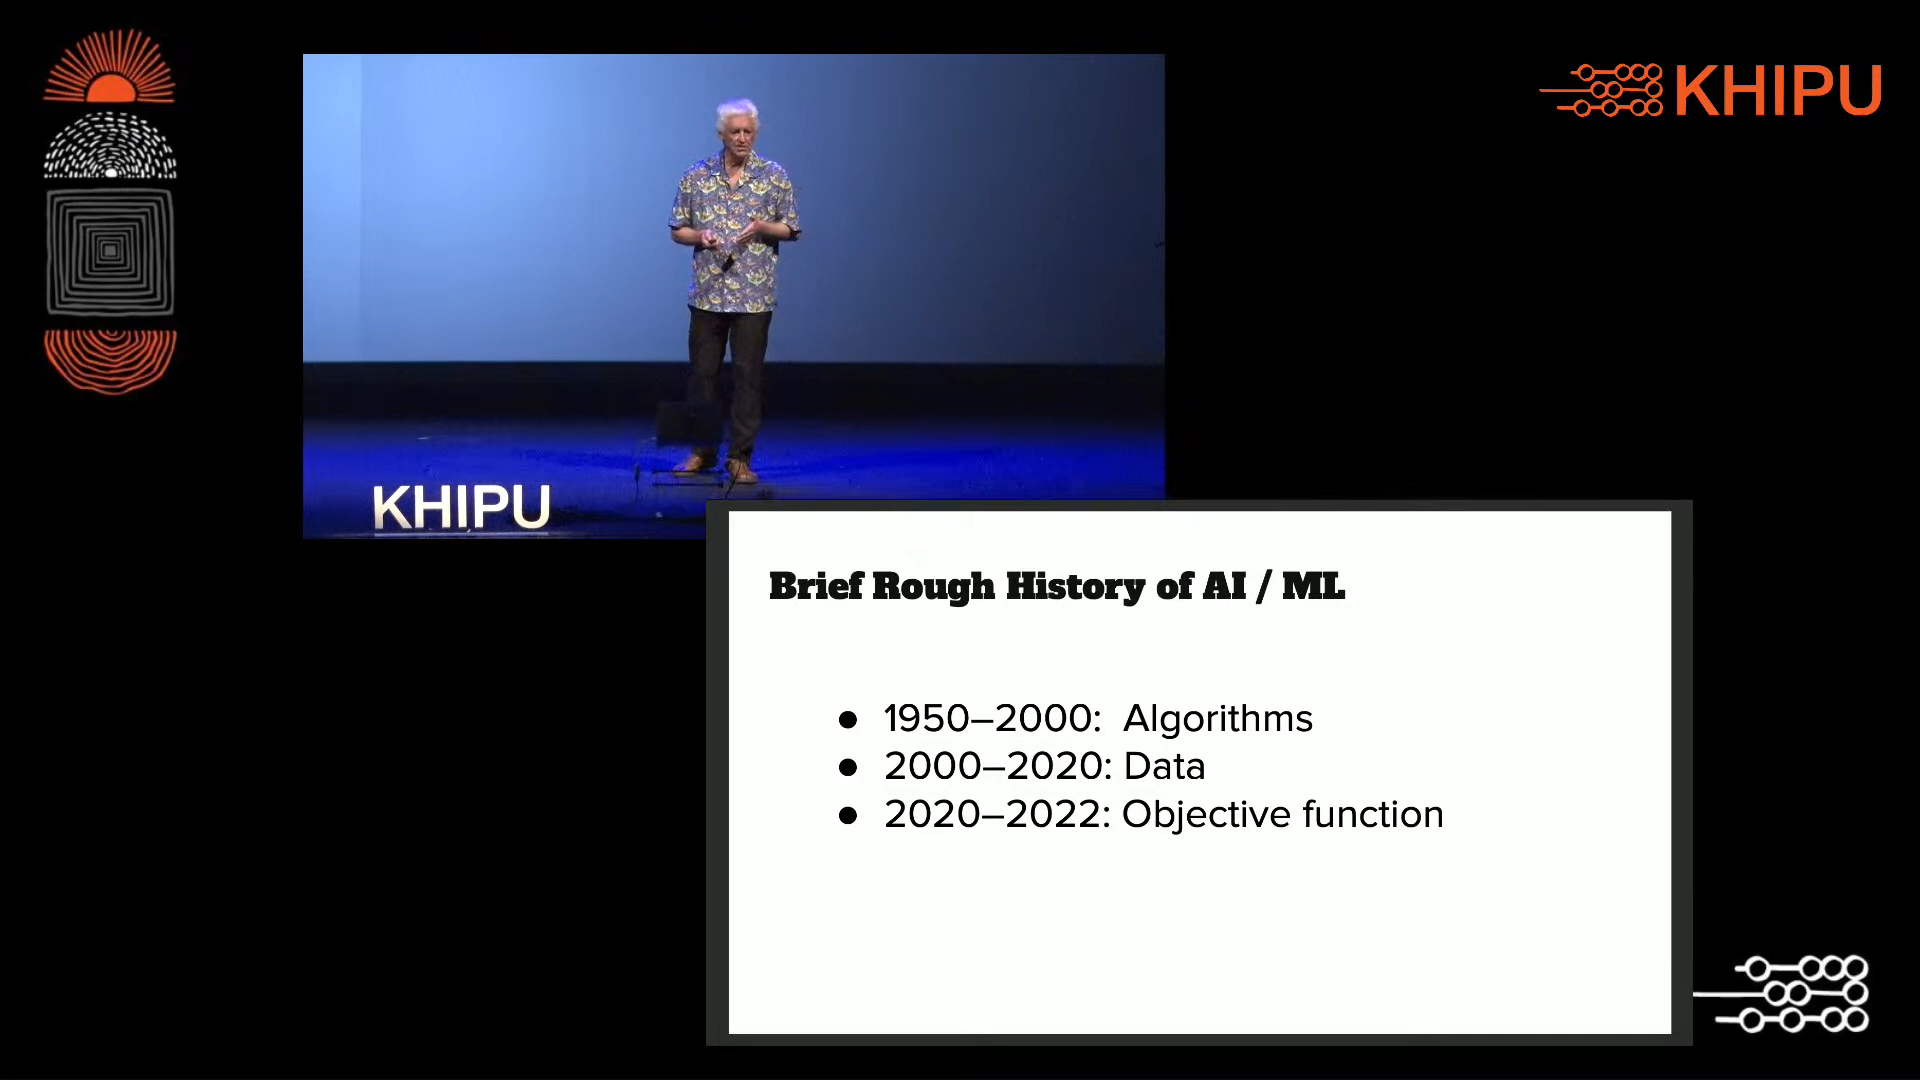 KHIPU
KHIPU
Brief Rough History of AI / ML
● 1950–2000:  Algorithms
● 2000–2020: Data
● 2020–2022: Objective function